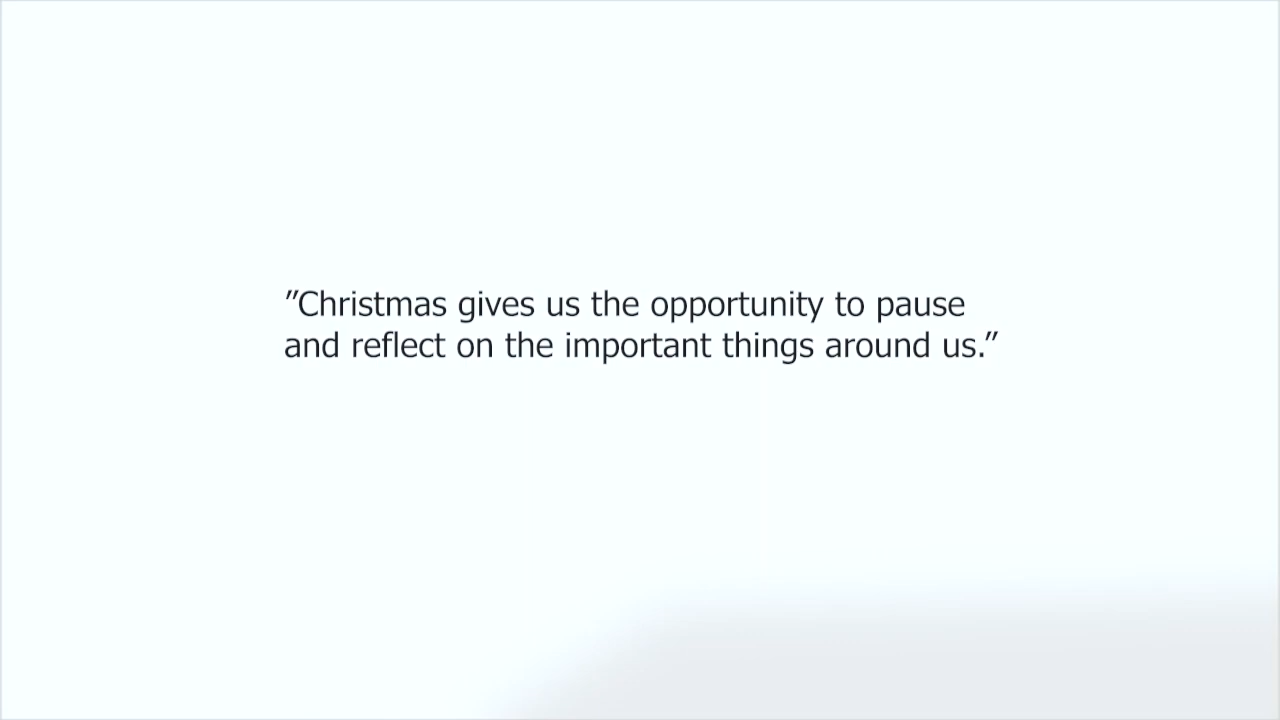 "Christmas gives us the opportunity to pause
and reflect on the important things around us."